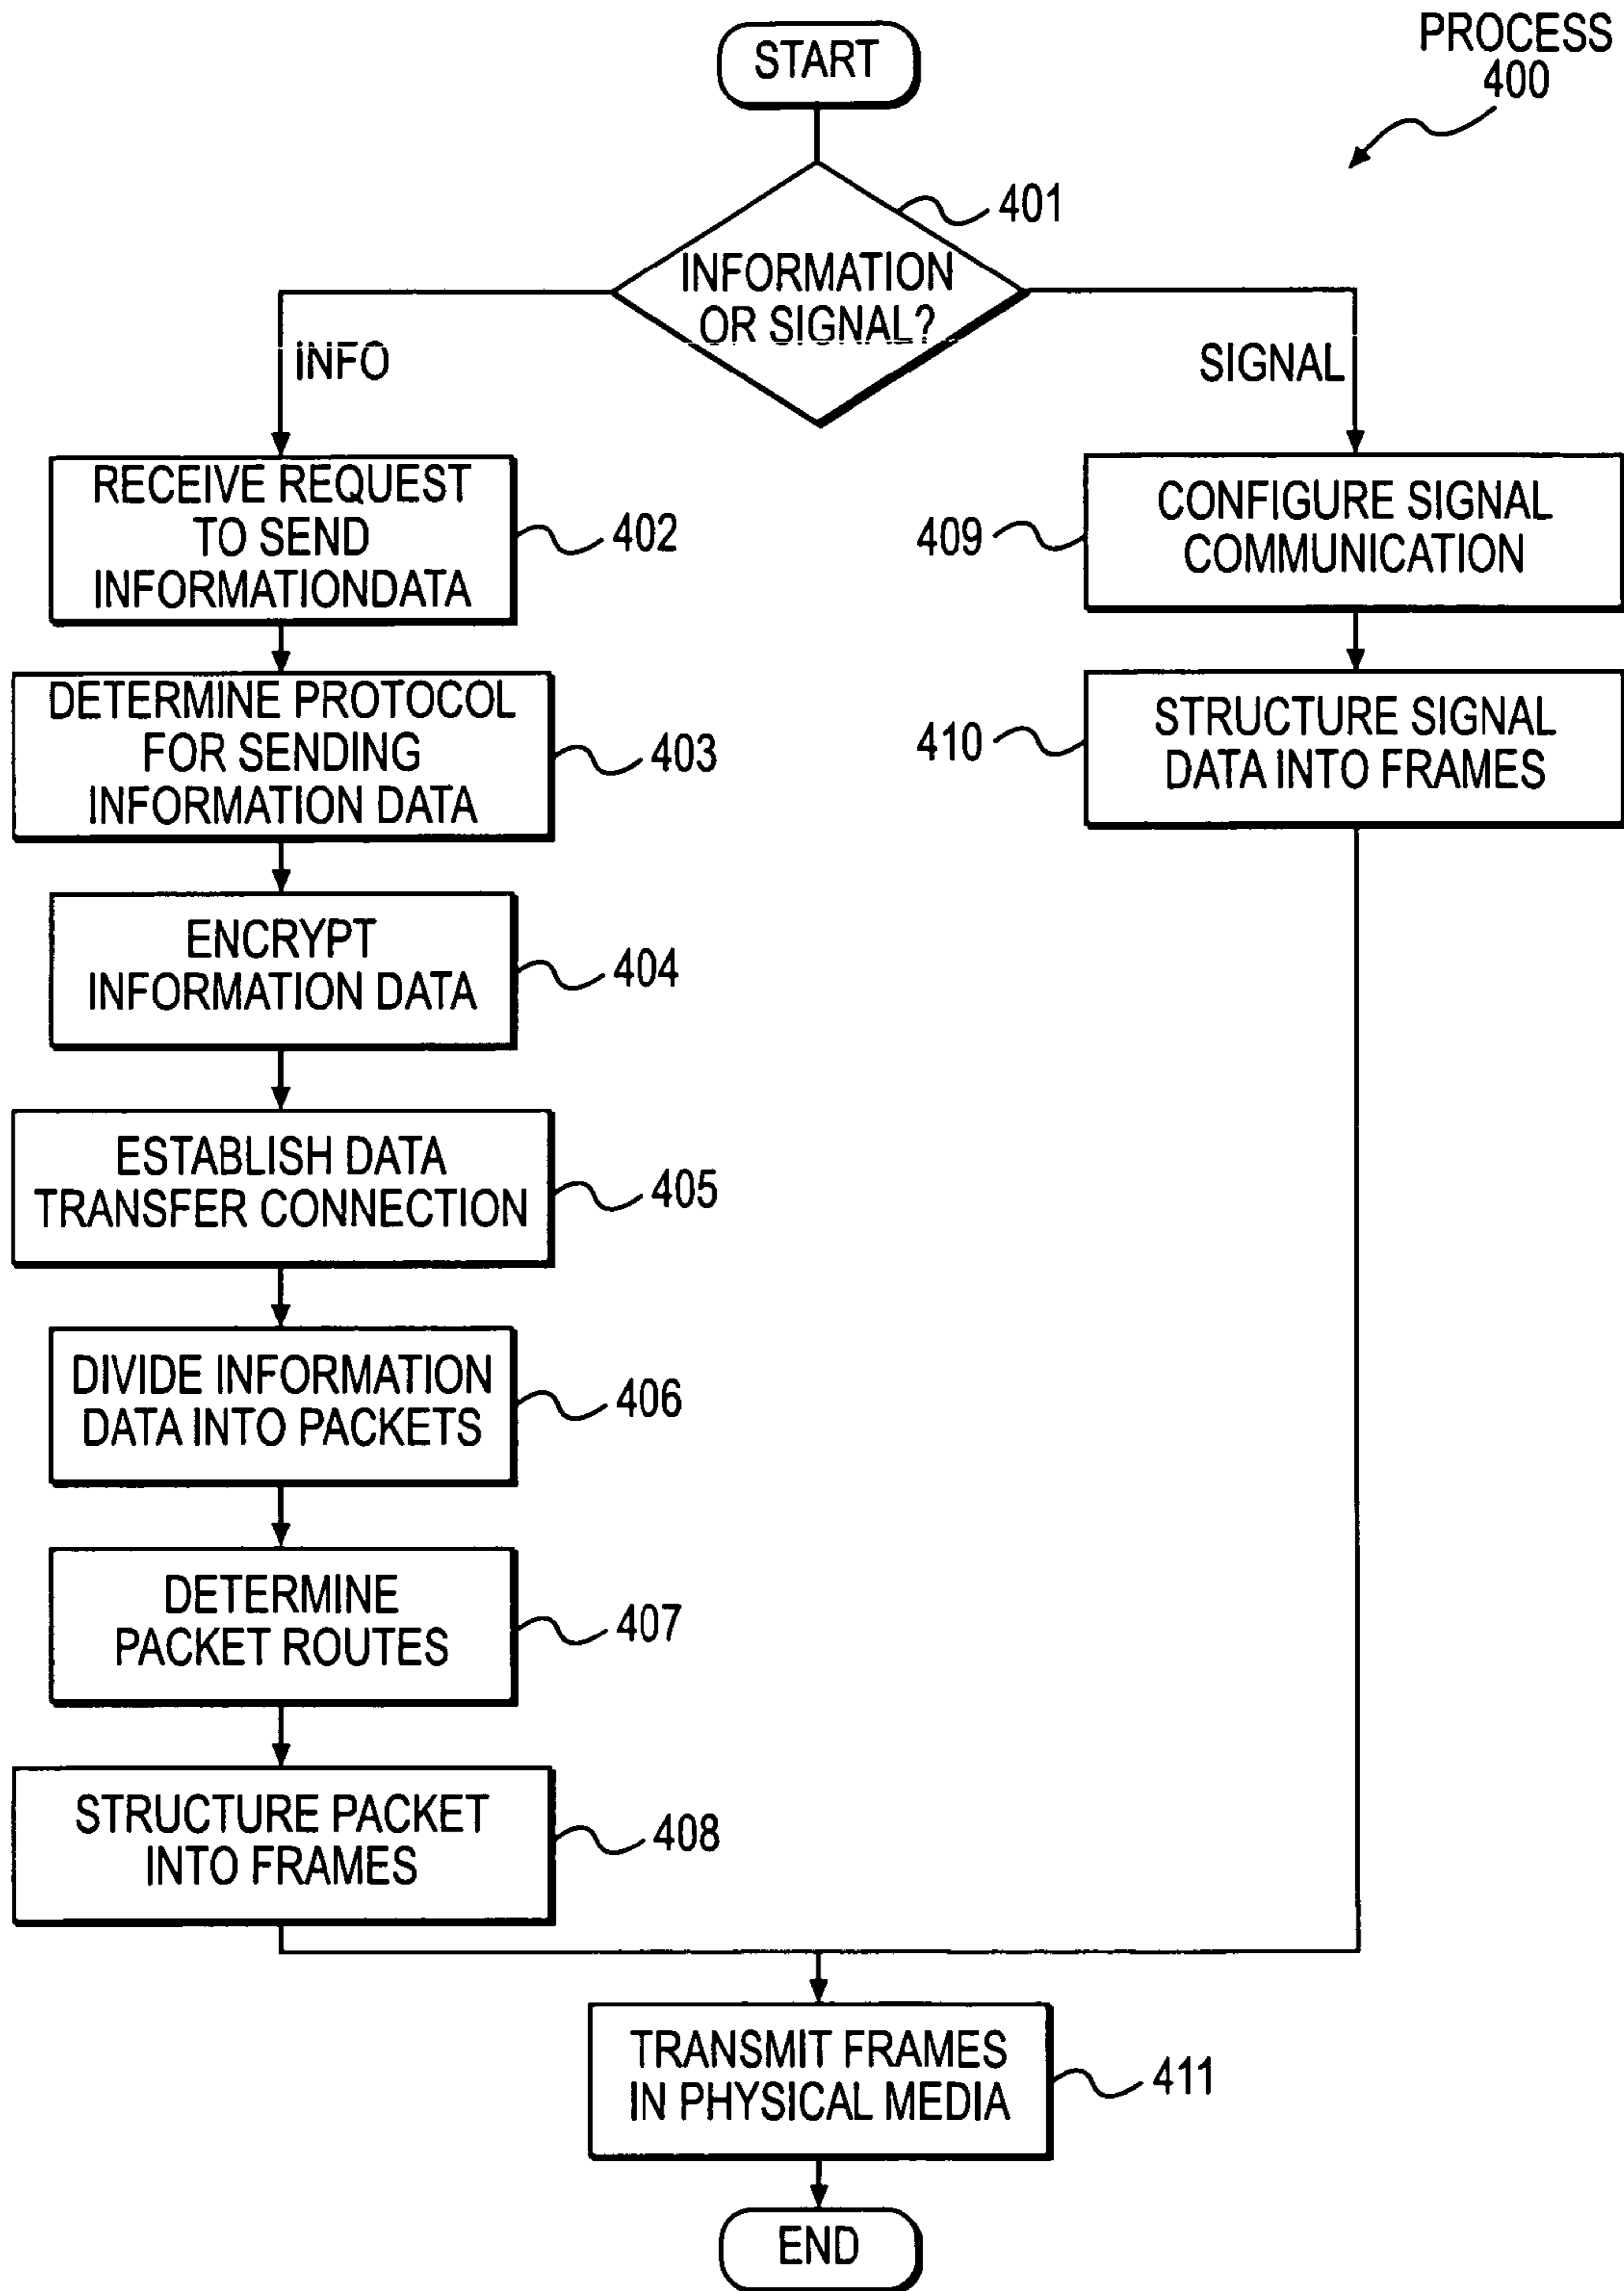 PROCESS
400
START
401
INFORMATION
OR SIGNAL?
INFO
SIGNAL
RECEIVE REQUEST
TO SEND
INFORMATIONDATA
402
409
CONFIGURE SIGNAL
COMMUNICATION
DETERMINE PROTOCOL
FOR SENDING
INFORMATION DATA
403
410
STRUCTURE SIGNAL
DATA INTO FRAMES
ENCRYPT
INFORMATION DATA
404
ESTABLISH DATA
TRANSFER CONNECTION
405
DIVIDE INFORMATION
DATA INTO PACKETS
406
DETERMINE
PACKET ROUTES
407
STRUCTURE PACKET
INTO FRAMES
408
TRANSMIT FRAMES
IN PHYSICAL MEDIA
411
END